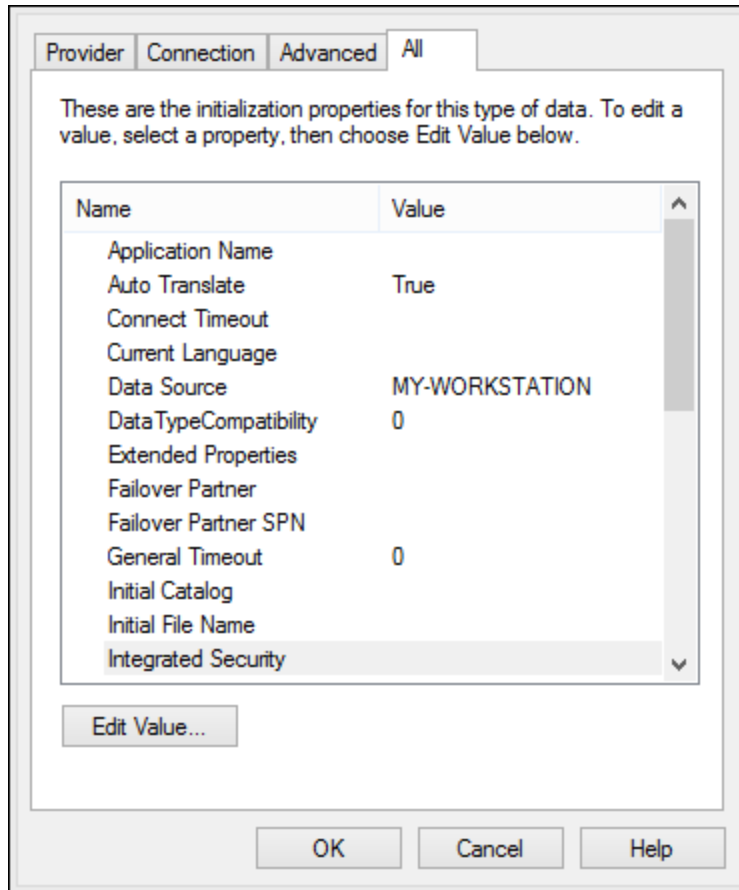 Provider Connection Advanced All
These are the initialization properties for this type of data. To edit a
value, select a property, then choose Edit Value below.
Name Value
Application Name
Auto Translate True
Connect Timeout
Current Language
Data Source MY-WORKSTATION
DataTypeCompatibility 0
Extended Properties
Failover Partner
Failover Partner SPN
General Timeout 0
Initial Catalog
Initial File Name
Integrated Security
Edit Value...
OK Cancel Help